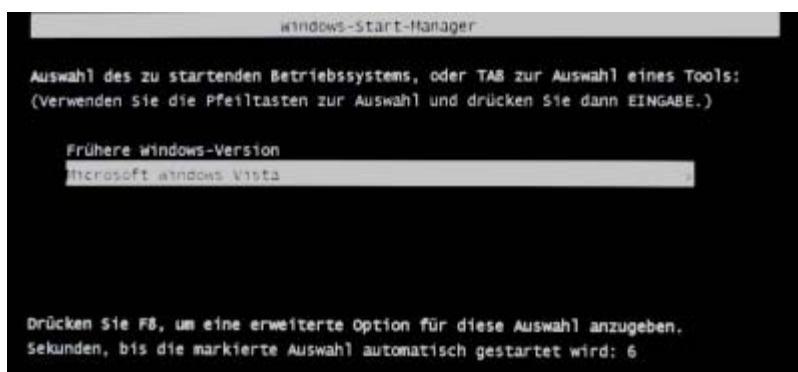 Windows-Start-Manager
Auswahl des zu startenden Betriebssystems, oder TAB zur Auswahl eines Tools:
(Verwenden Sie die Pfeiltasten zur Auswahl und drücken Sie dann EINGABE.)
Frühere Windows-Version
Microsoft Windows Vista >
Drücken Sie F8, um eine erweiterte Option für diese Auswahl anzugeben.
Sekunden, bis die markierte Auswahl automatisch gestartet wird: 6